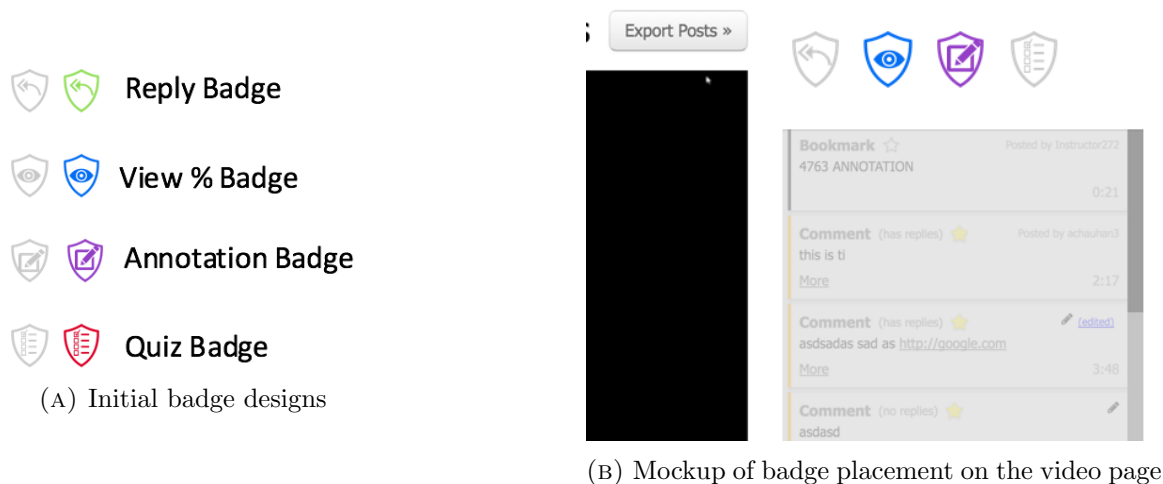 Reply Badge
View % Badge
Annotation Badge
Quiz Badge
(A) Initial badge designs
Export Posts »
Bookmark
Posted by Instructor272
4763 ANNOTATION
0:21
Comment (has replies)
Posted by achauhan3
this is ti
More
2:17
Comment (has replies)
(edited)
asdsadas sad as http://google.com
More
3:48
Comment (no replies)
asdasd
(B) Mockup of badge placement on the video page